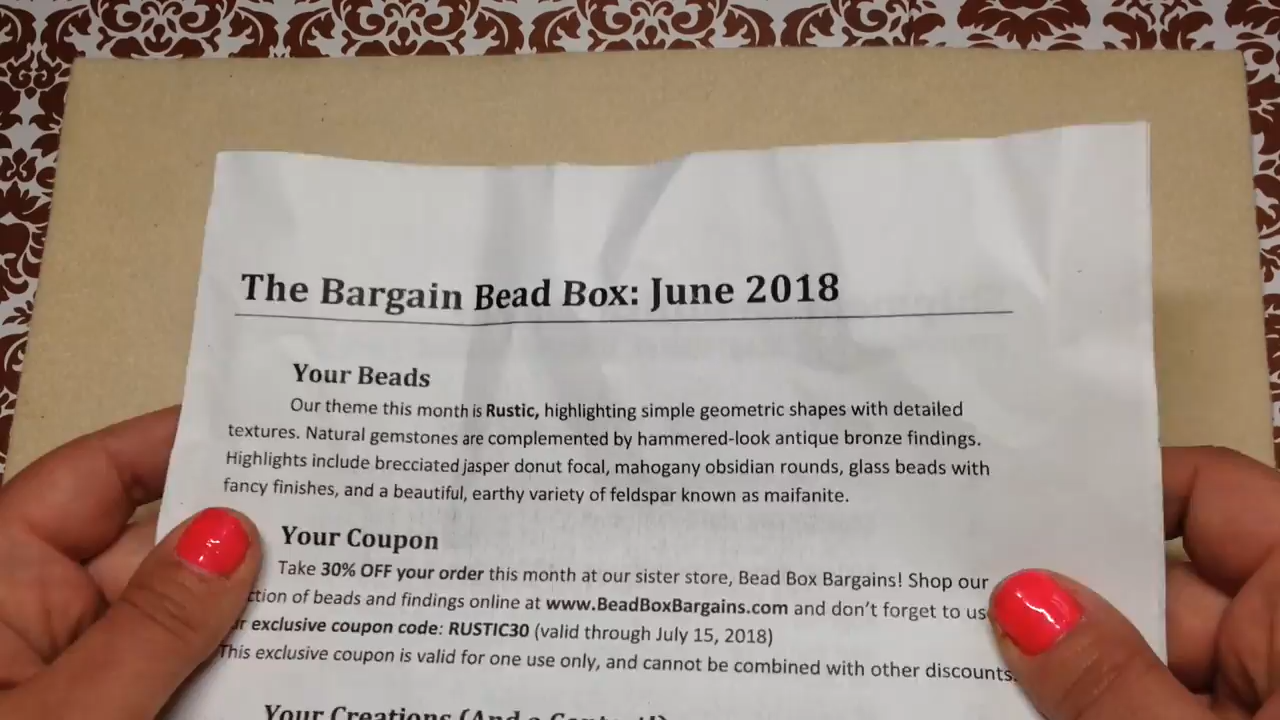 The Bargain Bead Box: June 2018
Your Beads
Our theme this month is Rustic, highlighting simple geometric shapes with detailed
textures. Natural gemstones are complemented by hammered-look antique bronze findings.
Highlights include brecciated jasper donut focal, mahogany obsidian rounds, glass beads with
fancy finishes, and a beautiful, earthy variety of feldspar known as maifanite.
Your Coupon
Take 30% OFF your order this month at our sister store, Bead Box Bargains! Shop our
of beads and findings online at www.BeadBoxBargains.com and don't forget to
exclusive coupon code: RUSTIC30 (valid through July 15, 2018)
This exclusive coupon is valid for one use only, and cannot be combined with other discounts.
Your Creations (And a Contest!)